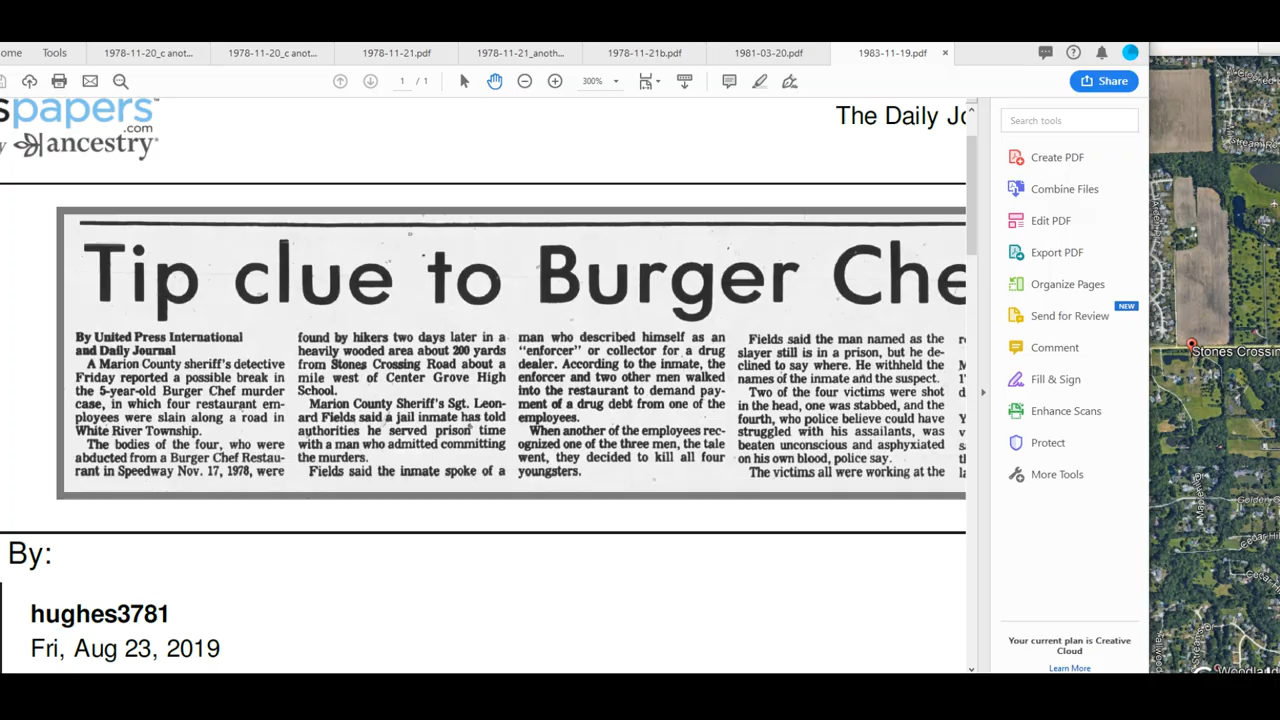 ome
Tools
1978-11-20_c anot...
1978-11-20_c anot...
1978-11-21.pdf
1978-11-21_anoth...
1978-11-21b.pdf
1981-03-20.pdf
1983-11-19.pdf
1 / 1
300%
Share
spapers™
.com
y ancestry®
The Daily Jo
Tip clue to Burger Che
By United Press International
and Daily Journal
A Marion County sheriff's detective
Friday reported a possible break in
the 5-year-old Burger Chef murder
case, in which four restaurant em-
ployees were slain along a road in
White River Township.
The bodies of the four, who were
abducted from a Burger Chef Restau-
rant in Speedway Nov. 17, 1978, were
found by hikers two days later in a
heavily wooded area about 200 yards
from Stones Crossing Road about a
mile west of Center Grove High
School.
Marion County Sheriff's Sgt. Leon-
ard Fields said a jail inmate has told
authorities he served prison time
with a man who admitted committing
the murders.
Fields said the inmate spoke of a
man who described himself as an
"enforcer" or collector for a drug
dealer. According to the inmate, the
enforcer and two other men walked
into the restaurant to demand pay-
ment of a drug debt from one of the
employees.
When another of the employees rec-
ognized one of the three men, the tale
went, they decided to kill all four
youngsters.
Fields said the man named as the
slayer still is in a prison, but he de-
clined to say where. He withheld the
names of the inmate and the suspect.
Two of the four victims were shot
in the head, one was stabbed, and the
fourth, who police believe could have
struggled with his assailants, was
beaten unconscious and asphyxiated
on his own blood, police say.
The victims all were working at the
By:
hughes3781
Fri, Aug 23, 2019
Search tools
Create PDF
Combine Files
Edit PDF
Export PDF
Organize Pages
NEW
Send for Review
Comment
Fill & Sign
Enhance Scans
Protect
More Tools
Your current plan is Creative
Cloud
Learn More
Stones Crossin
Woodland